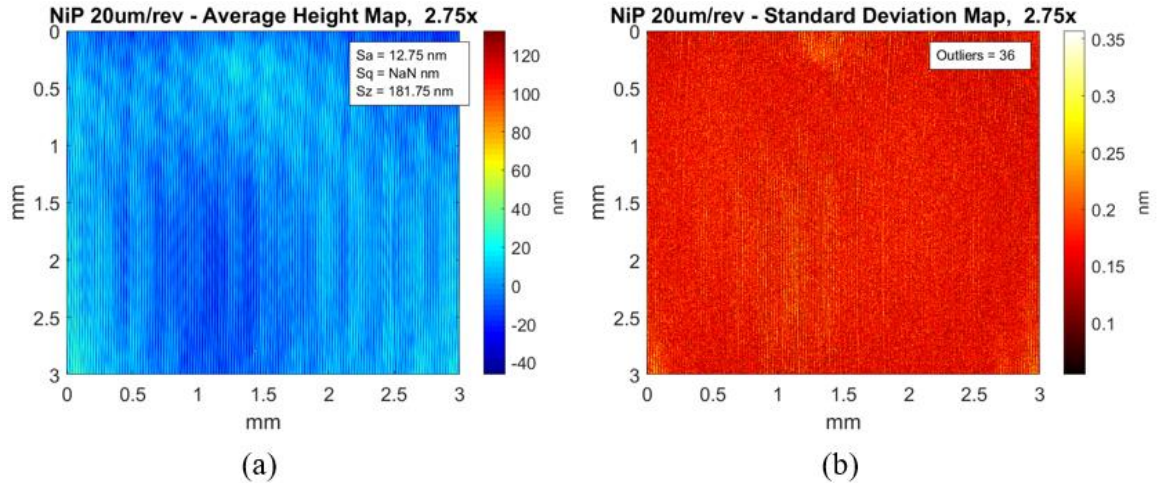 NiP 20um/rev - Average Height Map, 2.75x
Sa = 12.75 nm
Sq = NaN nm
Sz = 181.75 nm
0
0.5
1
1.5
2
2.5
3
mm
0 0.5 1 1.5 2 2.5 3
mm
120
100
80
60
40
20
0
-20
-40
nm
(a)
NiP 20um/rev - Standard Deviation Map, 2.75x
Outliers = 36
0
0.5
1
1.5
2
2.5
3
mm
0 0.5 1 1.5 2 2.5 3
mm
0.35
0.3
0.25
0.2
0.15
0.1
nm
(b)